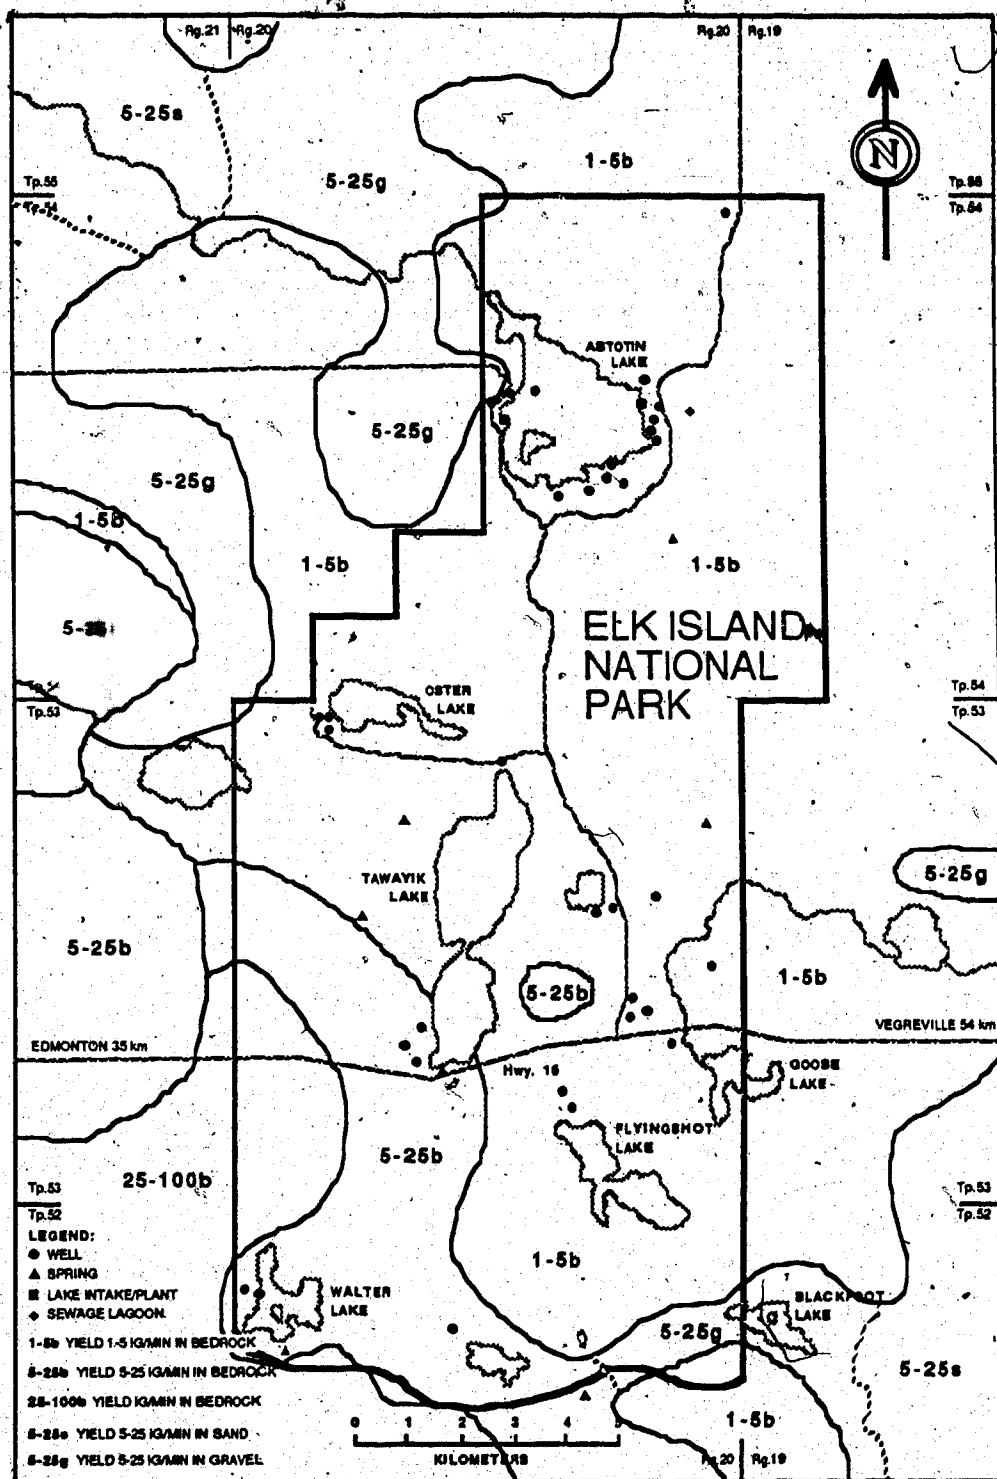 Rg.21 Rg.20
Rg.20 Rg.19
5-25s
N
1-5b
5-25g
Tp.55
Tp.54
Tp.55
Tp.54
ASTOTIN
LAKE
5-25g
5-25g
1-5b
1-5b
1-5b
ELK ISLAND
NATIONAL
PARK
Tp.53
Tp.54
Tp.53
OSTER
LAKE
TAWAYIK
LAKE
5-25g
5-25b
5-25b
1-5b
EDMONTON 35 km
VEGREVILLE 54 km
Hwy. 16
GOOSE
LAKE
FLYINGSHOT
LAKE
5-25b
25-100b
Tp.53
Tp.52
Tp.53
Tp.52
LEGEND:
WELL
SPRING
LAKE INTAKE/PLANT
SEWAGE LAGOON
1-5b YIELD 1-5 IG/MIN IN BEDROCK
5-25b YIELD 5-25 IG/MIN IN BEDROCK
25-100b YIELD IG/MIN IN BEDROCK
5-25s YIELD 5-25 IG/MIN IN SAND
5-25g YIELD 5-25 IG/MIN IN GRAVEL
WALTER
LAKE
1-5b
BLACKFOOT
LAKE
g
5-25g
5-25s
1-5b
0 1 2 3 4 5
KILOMETERS
Rg.20 Rg.19